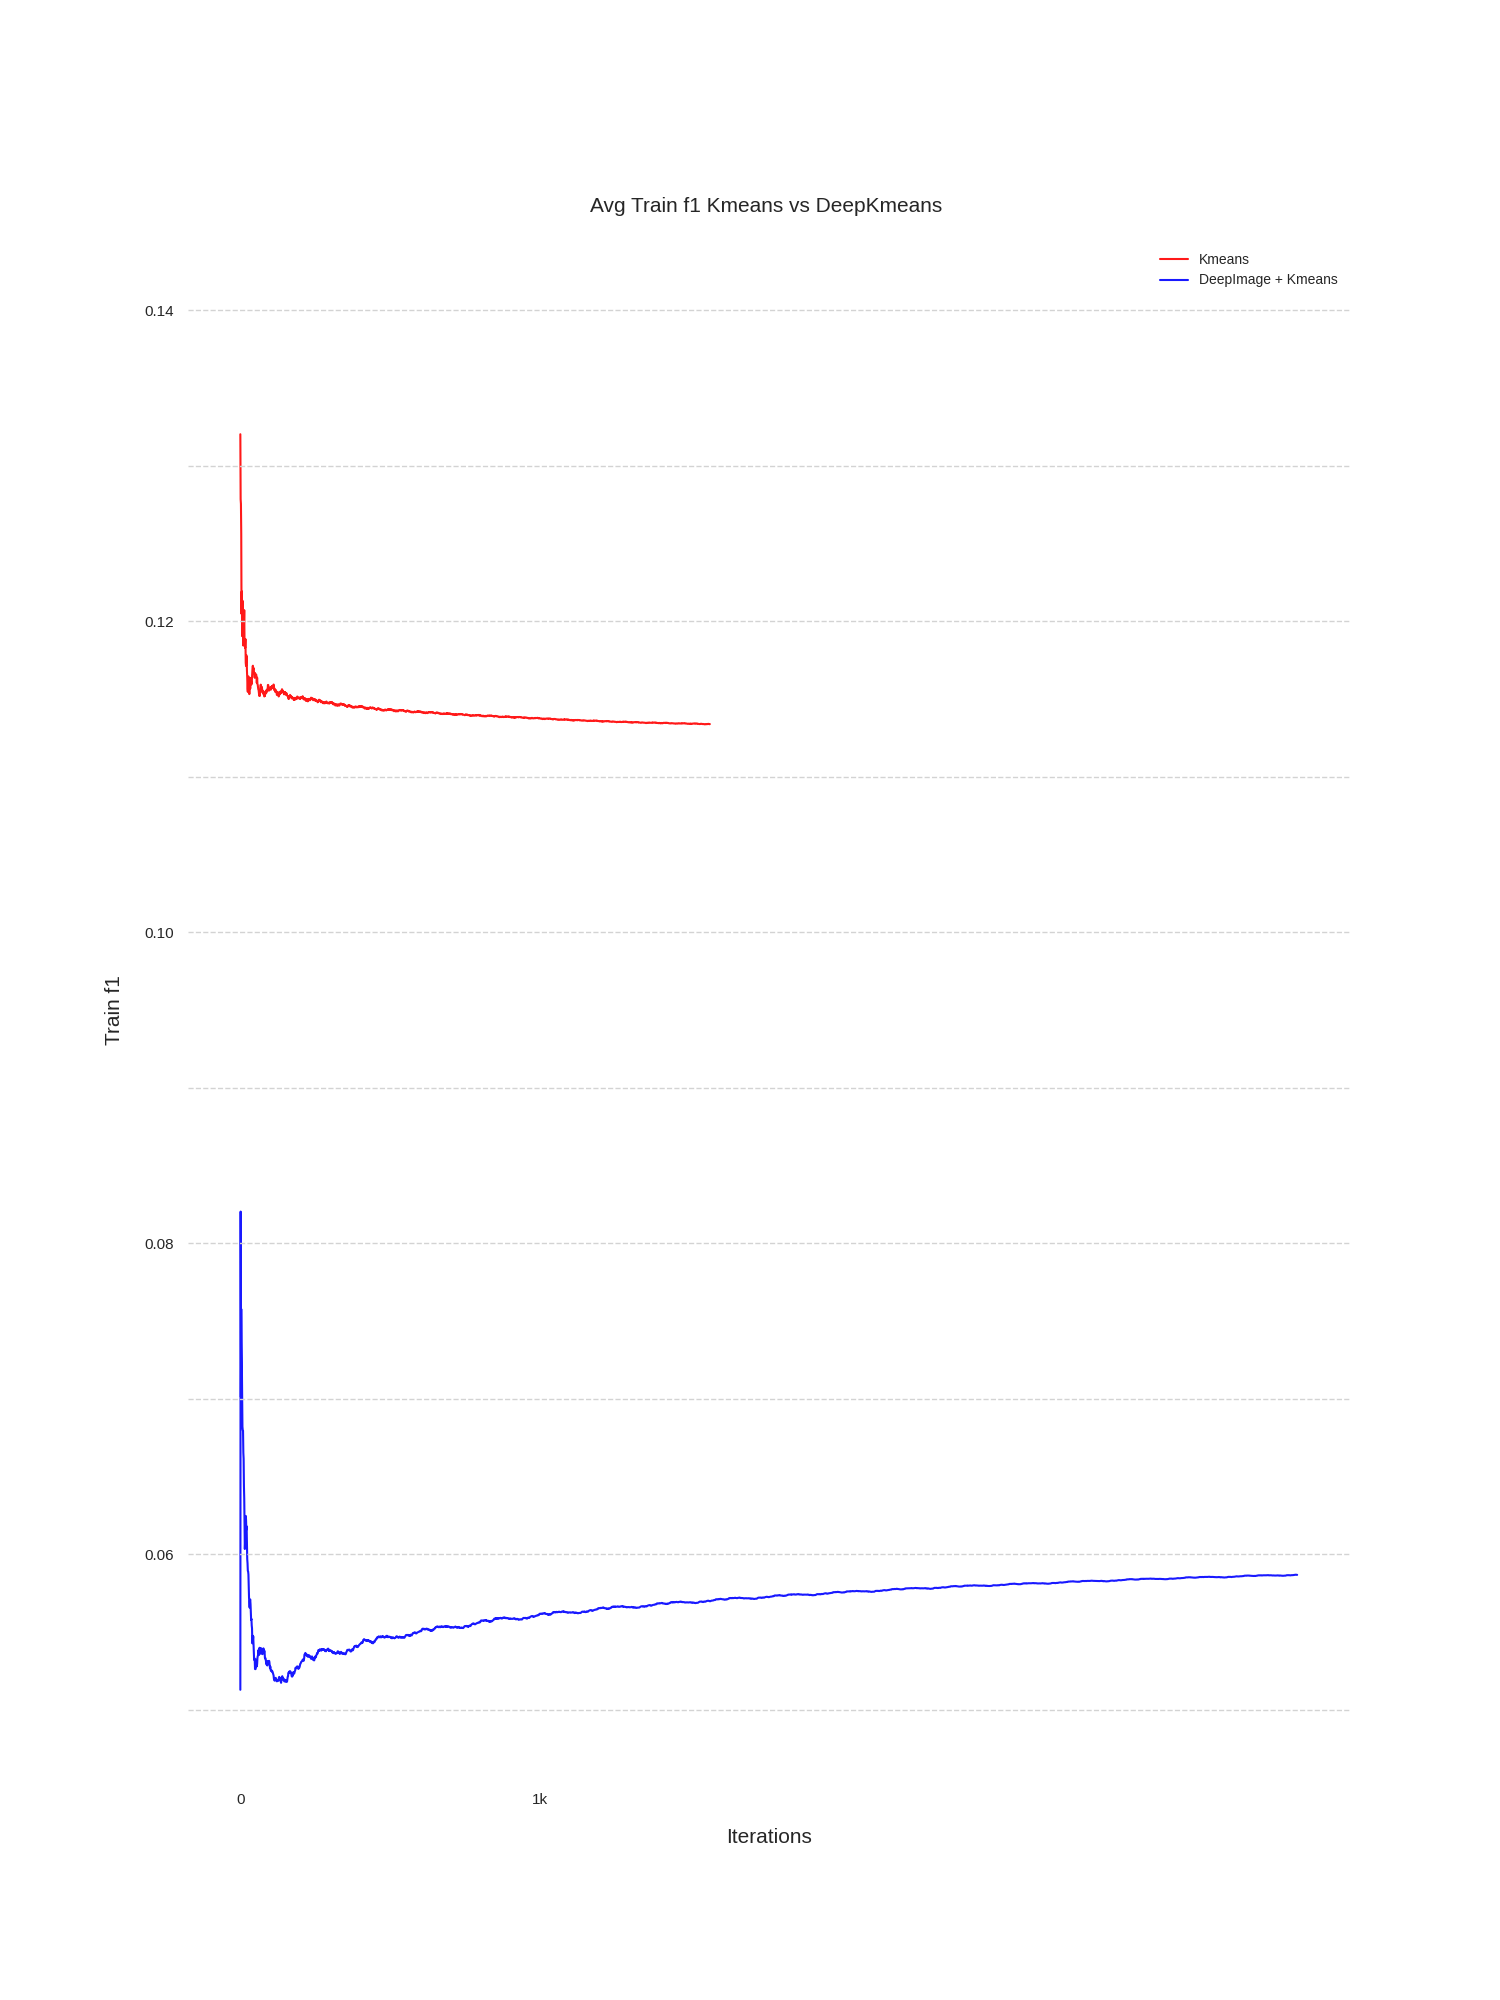 Avg Train f1 Kmeans vs DeepKmeans
Kmeans
DeepImage + Kmeans
0.14
0.12
0.10
Train f1
0.08
0.06
0 1k
Iterations